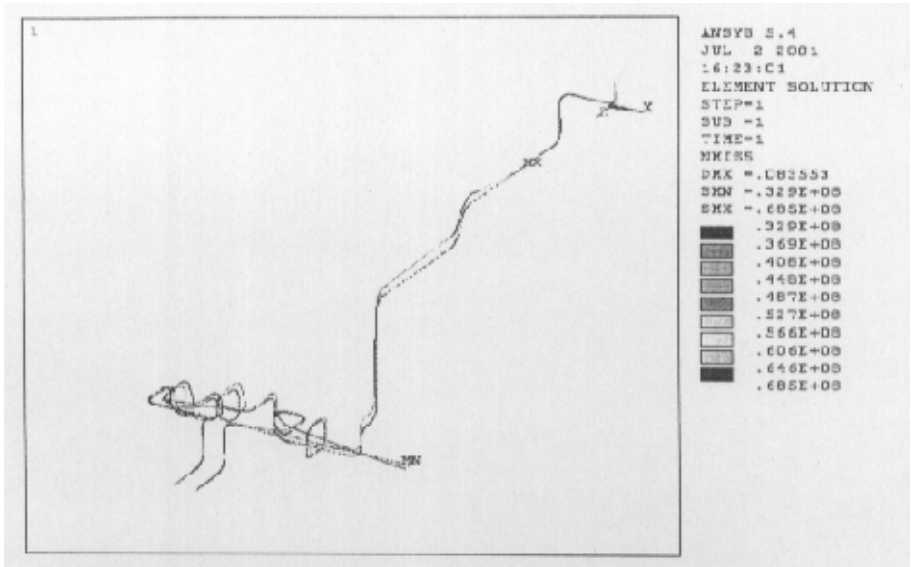 1
ANSYS 5.4
JUL 2 2001
16:23:01
ELEMENT SOLUTION
STEP=1
SUB =1
TIME=1
NMISES
DMX =.083553
SMN =.329E+08
SMX =.685E+08
.329E+08
.369E+08
.408E+08
.448E+08
.487E+08
.527E+08
.566E+08
.606E+08
.646E+08
.685E+08
Y
MX
MN